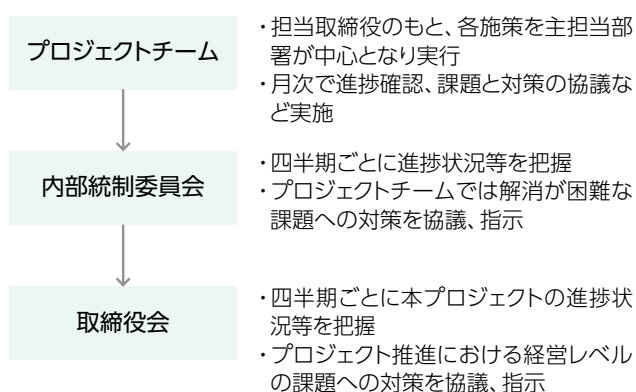 プロジェクトチーム
・担当取締役のもと、各施策を主担当部
署が中心となり実行
・月次で進捗確認、課題と対策の協議な
ど実施
内部統制委員会
・四半期ごとに進捗状況等を把握
・プロジェクトチームでは解消が困難な
課題への対策を協議、指示
取締役会
・四半期ごとに本プロジェクトの進捗状
況等を把握
・プロジェクト推進における経営レベル
の課題への対策を協議、指示